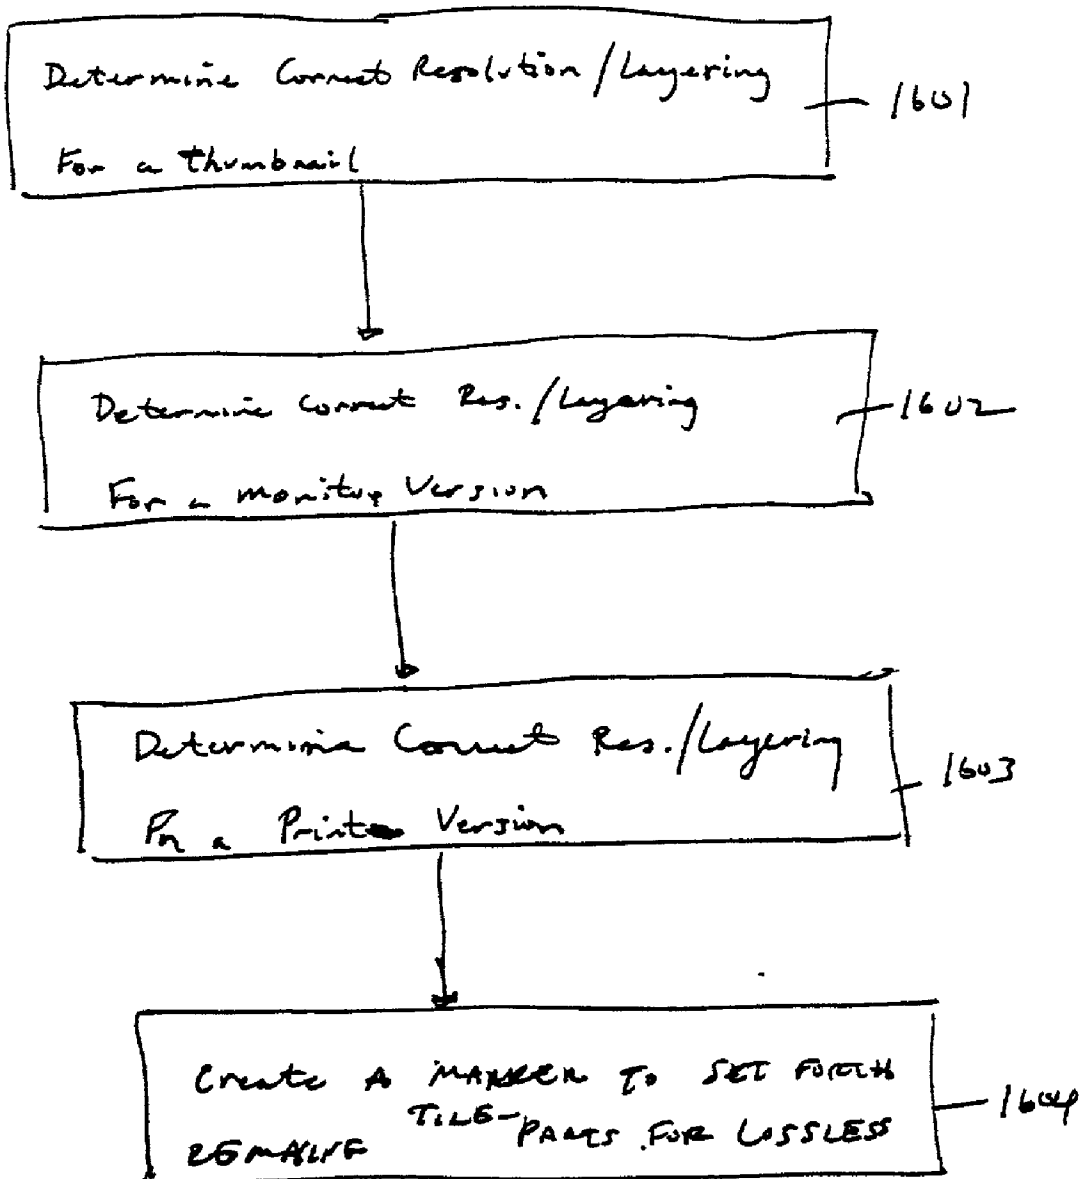 Determine Correct Resolution/Layering
For a thumbnail
1601
Determine Correct Res./Layering
For a monitor Version
1602
Determine Correct Res./Layering
For a Print Version
1603
Create A MARKER TO SET FORTH
TILE-PARTS FOR LOSSLESS
1604